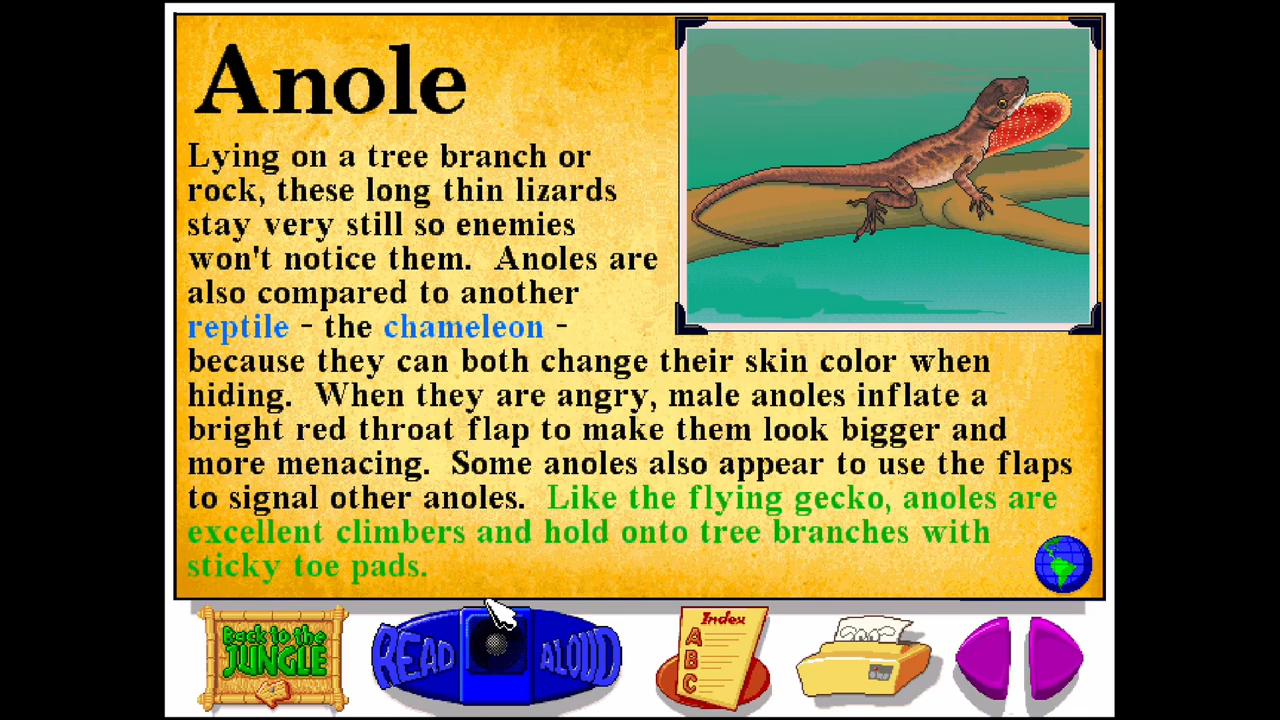 Anole
Lying on a tree branch or
rock, these long thin lizards
stay very still so enemies
won't notice them.  Anoles are
also compared to another
reptile - the chameleon -
because they can both change their skin color when
hiding.  When they are angry, male anoles inflate a
bright red throat flap to make them look bigger and
more menacing.  Some anoles also appear to use the flaps
to signal other anoles.  Like the flying gecko, anoles are
excellent climbers and hold onto tree branches with
sticky toe pads.
Back to the
JUNGLE
READ ALOUD
Index
A
B
C